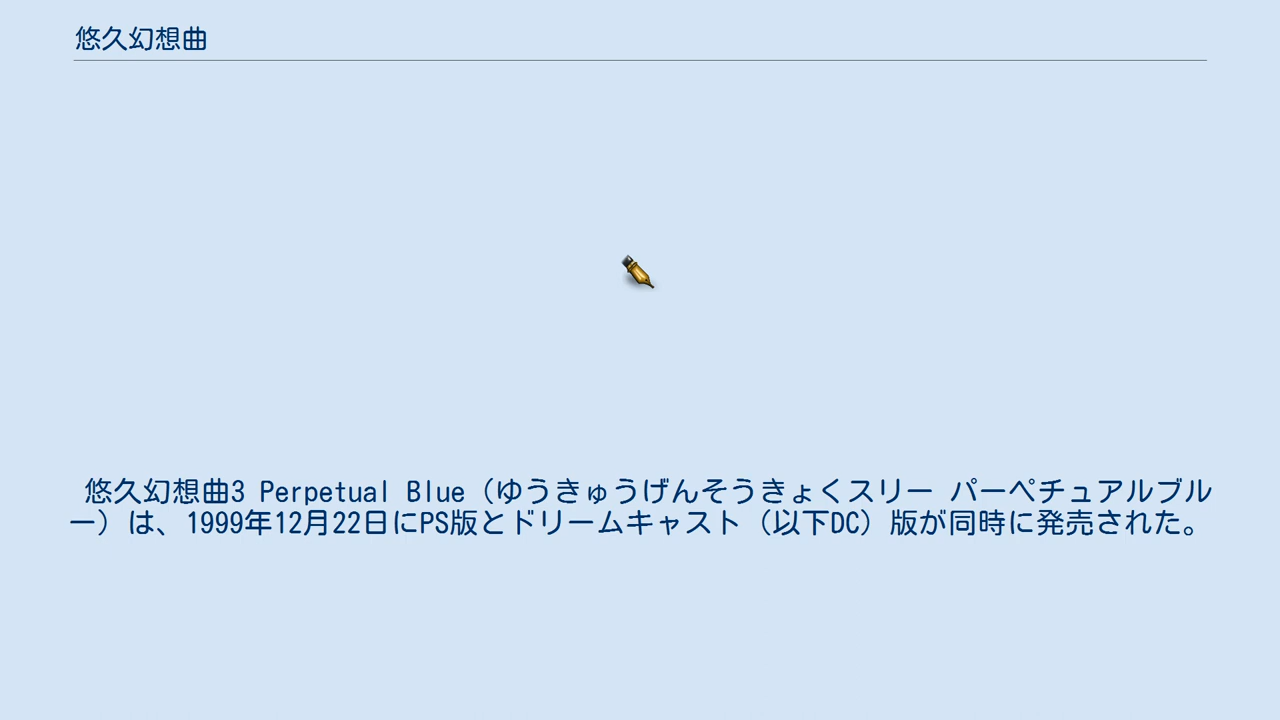 悠久幻想曲
悠久幻想曲3 Perpetual Blue（ゆうきゅうげんそうきょくスリー パーペチュアルブル
ー）は、1999年12月22日にPS版とドリームキャスト（以下DC）版が同時に発売された。